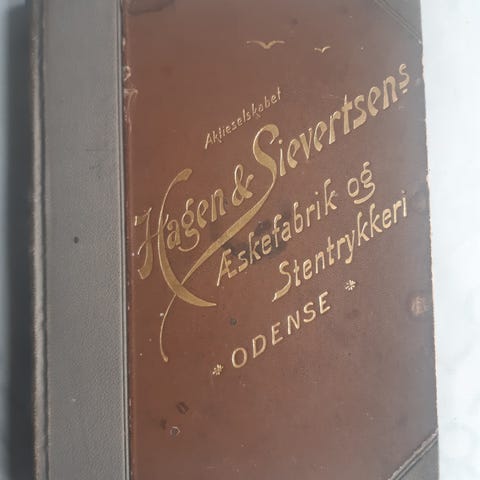 Aktieselskabet
Hagen & Sievertsens
Æskefabrik og
Stentrykkeri
ODENSE